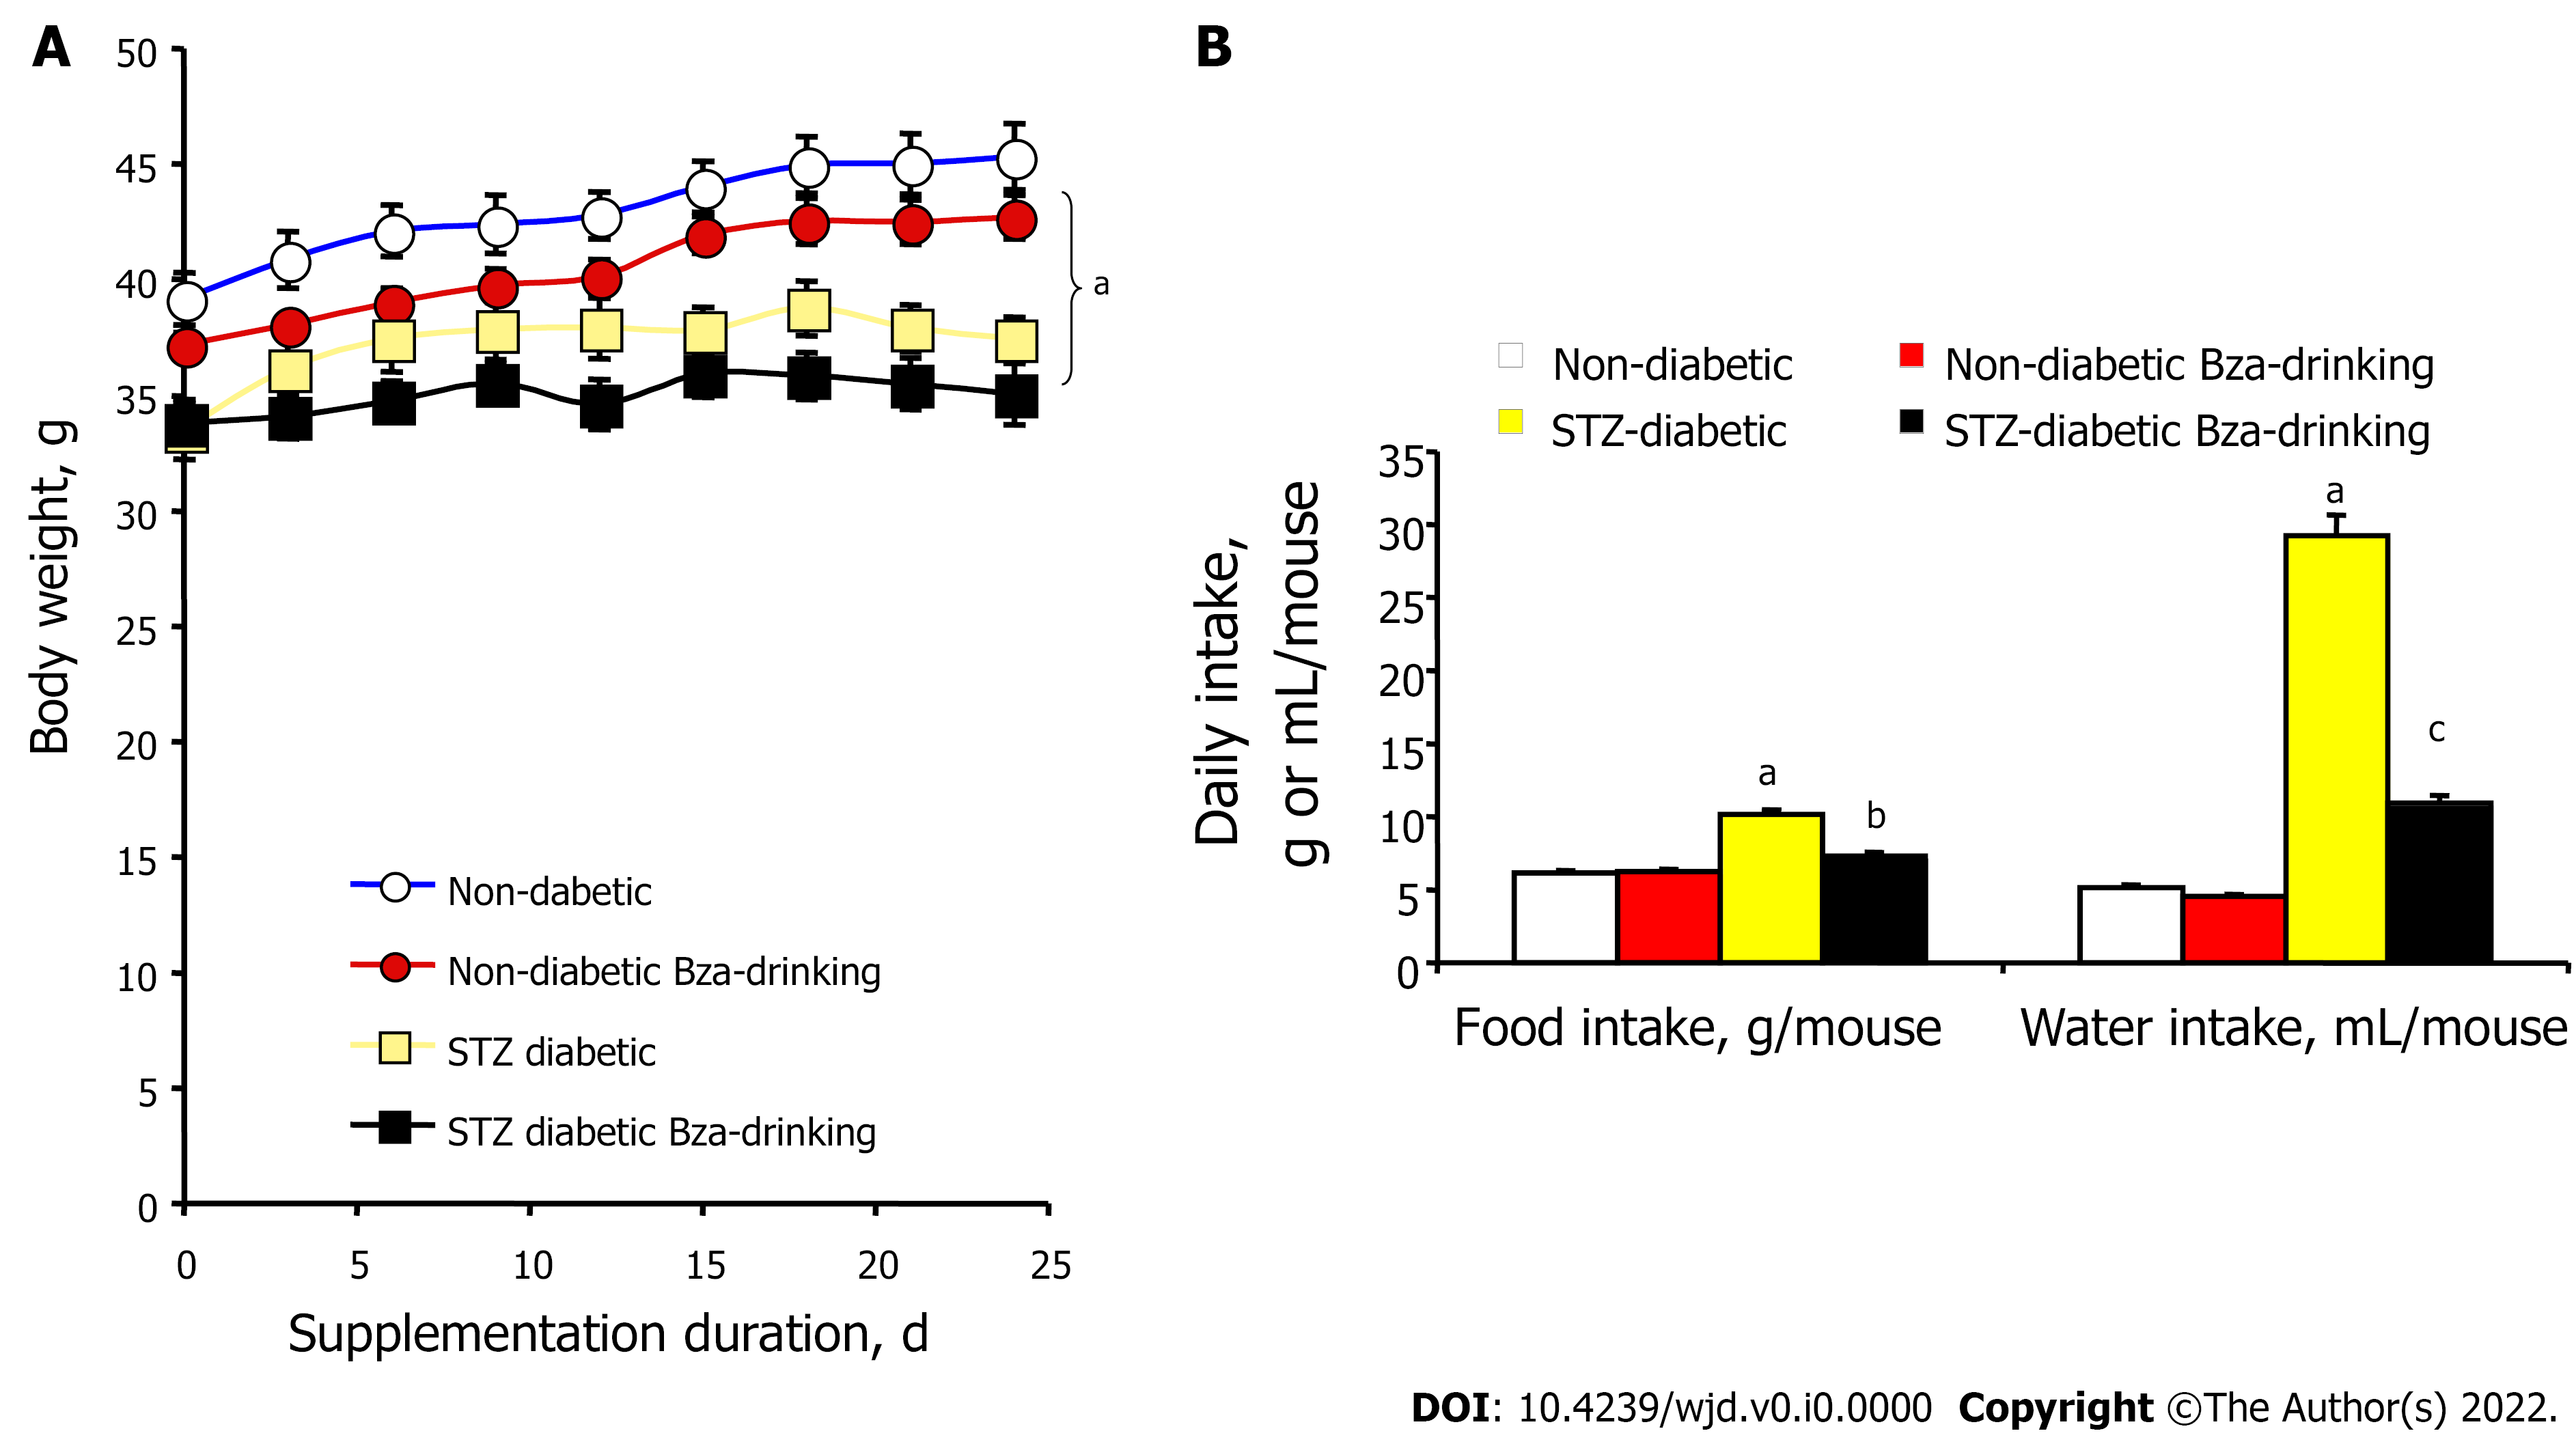 A
50
45
40
35
30
25
20
15
10
5
0
Body weight, g
a
Non-dabetic
Non-diabetic Bza-drinking
STZ diabetic
STZ diabetic Bza-drinking
0 5 10 15 20 25
Supplementation duration, d
B
Non-diabetic Non-diabetic Bza-drinking
STZ-diabetic STZ-diabetic Bza-drinking
35
30
25
20
15
10
5
0
Daily intake,
g or mL/mouse
a
b
a
c
Food intake, g/mouse Water intake, mL/mouse
DOI: 10.4239/wjd.v0.i0.0000 Copyright ©The Author(s) 2022.